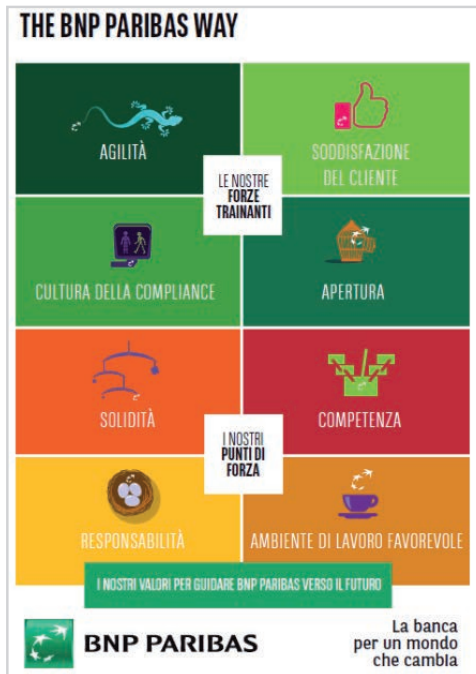 THE BNP PARIBAS WAY
AGILITÀ
SODDISFAZIONE
DEL CLIENTE
LE NOSTRE
FORZE
TRAINANTI
CULTURA DELLA COMPLIANCE
APERTURA
SOLIDITÀ
COMPETENZA
I NOSTRI
PUNTI DI
FORZA
RESPONSABILITÀ
AMBIENTE DI LAVORO FAVOREVOLE
I NOSTRI VALORI PER GUIDARE BNP PARIBAS VERSO IL FUTURO
BNP PARIBAS
La banca
per un mondo
che cambia